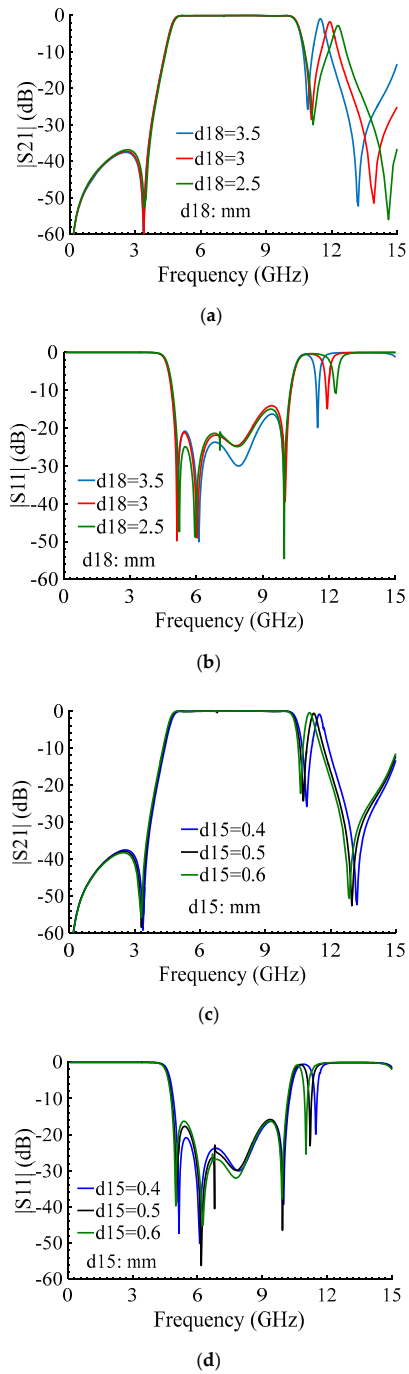 0
-10
-20
-30
-40
-50
-60
|S21| (dB)
d18=3.5
d18=3
d18=2.5
d18: mm
0 3 6 9 12 15
Frequency (GHz)
(a)
0
-10
-20
-30
-40
-50
-60
|S11| (dB)
d18=3.5
d18=3
d18=2.5
d18: mm
0 3 6 9 12 15
Frequency (GHz)
(b)
0
-10
-20
-30
-40
-50
-60
|S21| (dB)
d15=0.4
d15=0.5
d15=0.6
d15: mm
0 3 6 9 12 15
Frequency (GHz)
(c)
0
-10
-20
-30
-40
-50
-60
|S11| (dB)
d15=0.4
d15=0.5
d15=0.6
d15: mm
0 3 6 9 12 15
Frequency (GHz)
(d)